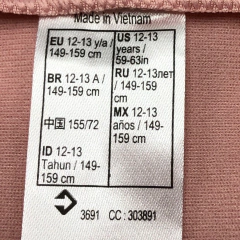 Made in Vietnam
EU 12-13 y/a /
149-159 cm
BR 12-13 A /
149-159 cm
中国 155/72
ID 12-13
Tahun / 149-
159 cm
US 12-13
years /
59-63in
RU 12-13лет
/ 149-159 cm
MX 12-13
años / 149-
159 cm
3691 CC : 303891